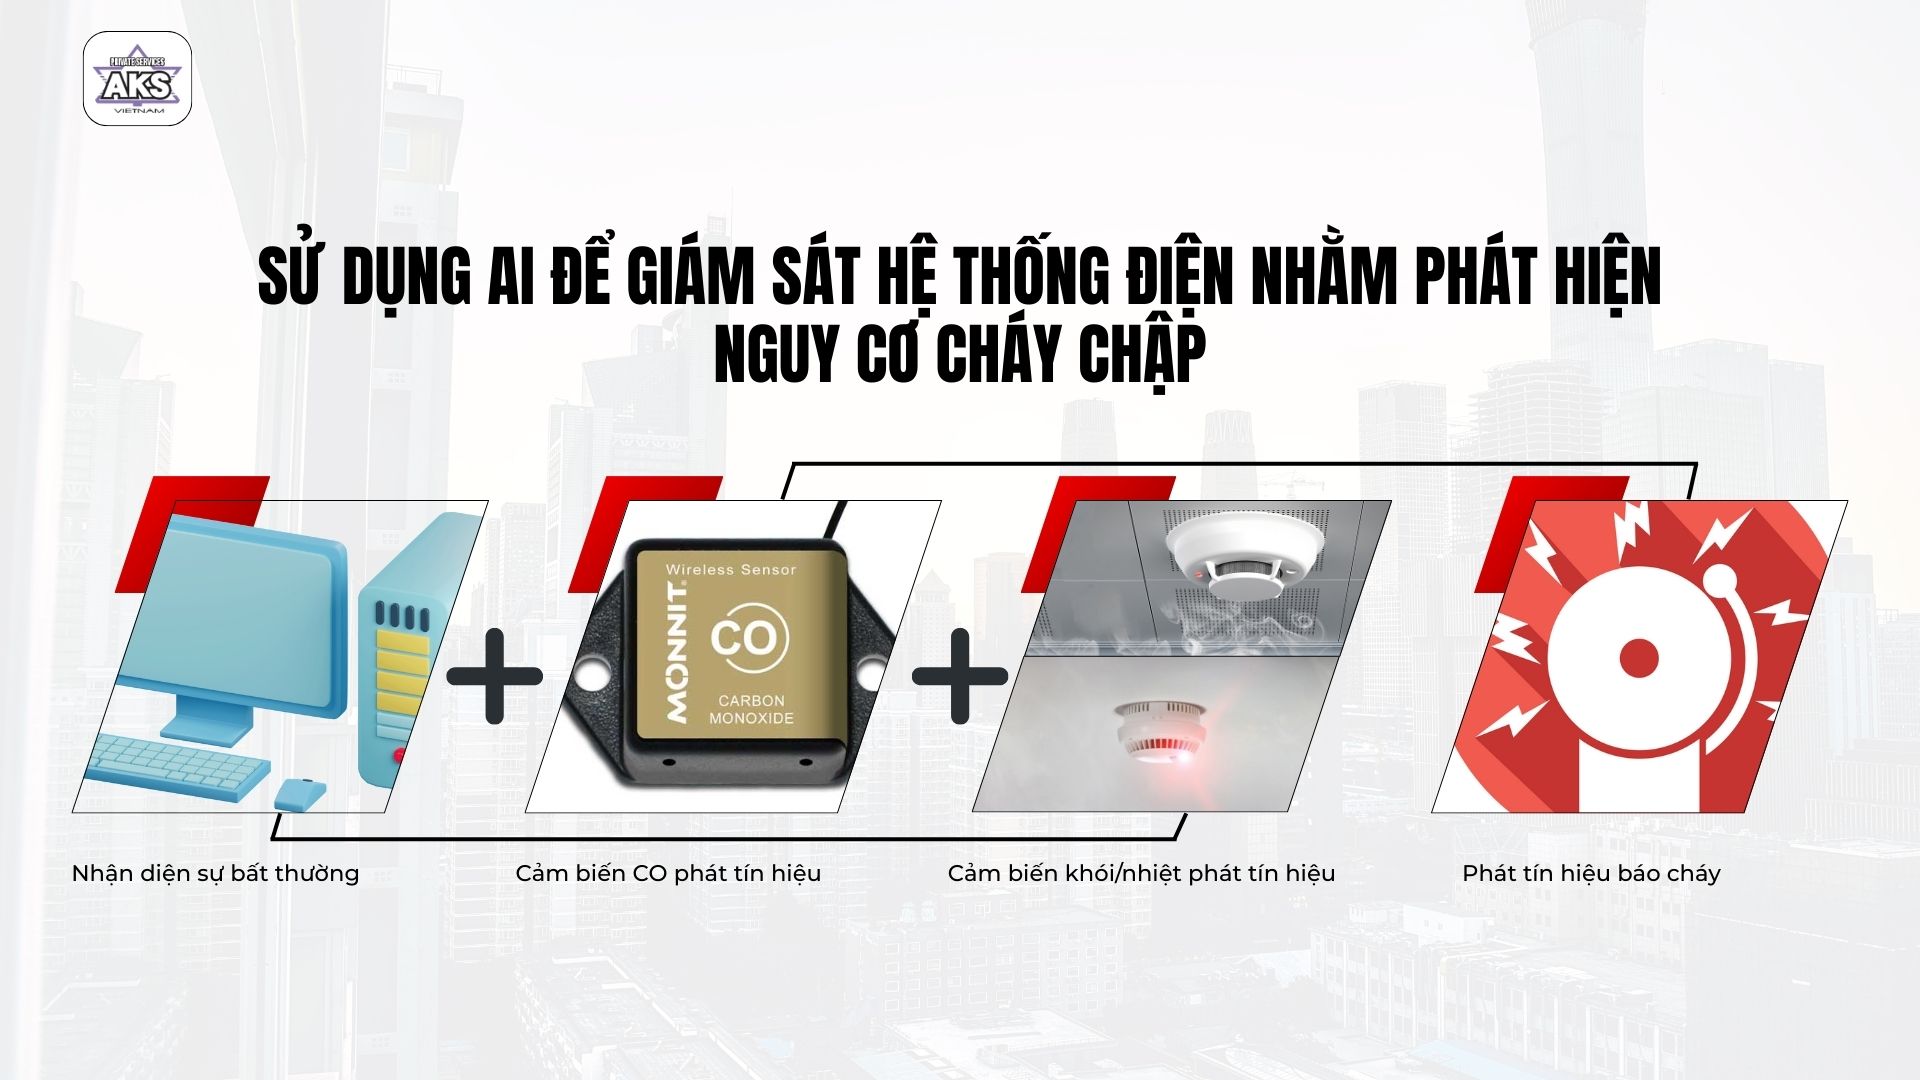 PRIVATE SERVICES
AKS
VIETNAM
SỬ DỤNG AI ĐỂ GIÁM SÁT HỆ THỐNG ĐIỆN NHẰM PHÁT HIỆN
NGUY CƠ CHÁY CHẬP
Wireless Sensor
MONNIT
CO
CARBON
MONOXIDE
Nhận diện sự bất thường
Cảm biến CO phát tín hiệu
Cảm biến khói/nhiệt phát tín hiệu
Phát tín hiệu báo cháy